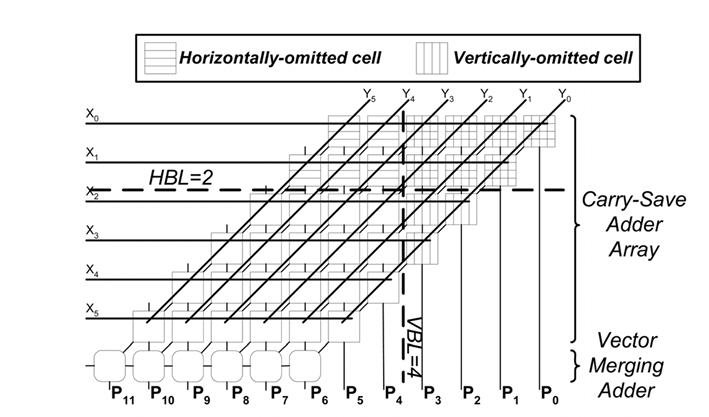 Horizontally-omitted cell Vertically-omitted cell
Y5 Y4 Y3 Y2 Y1 Y0
X0
X1
HBL=2
X2
X3
X4
X5
Carry-Save
Adder
Array
VBL=4
Vector
Merging
Adder
P11 P10 P9 P8 P7 P6 P5 P4 P3 P2 P1 P0